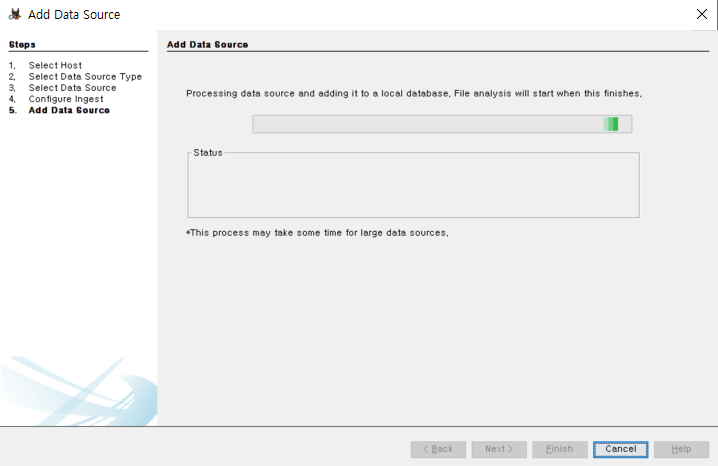 Add Data Source
Steps
1. Select Host
2. Select Data Source Type
3. Select Data Source
4. Configure Ingest
5. Add Data Source
Add Data Source
Processing data source and adding it to a local database. File analysis will start when this finishes.
Status
*This process may take some time for large data sources.
< Back
Next >
Finish
Cancel
Help